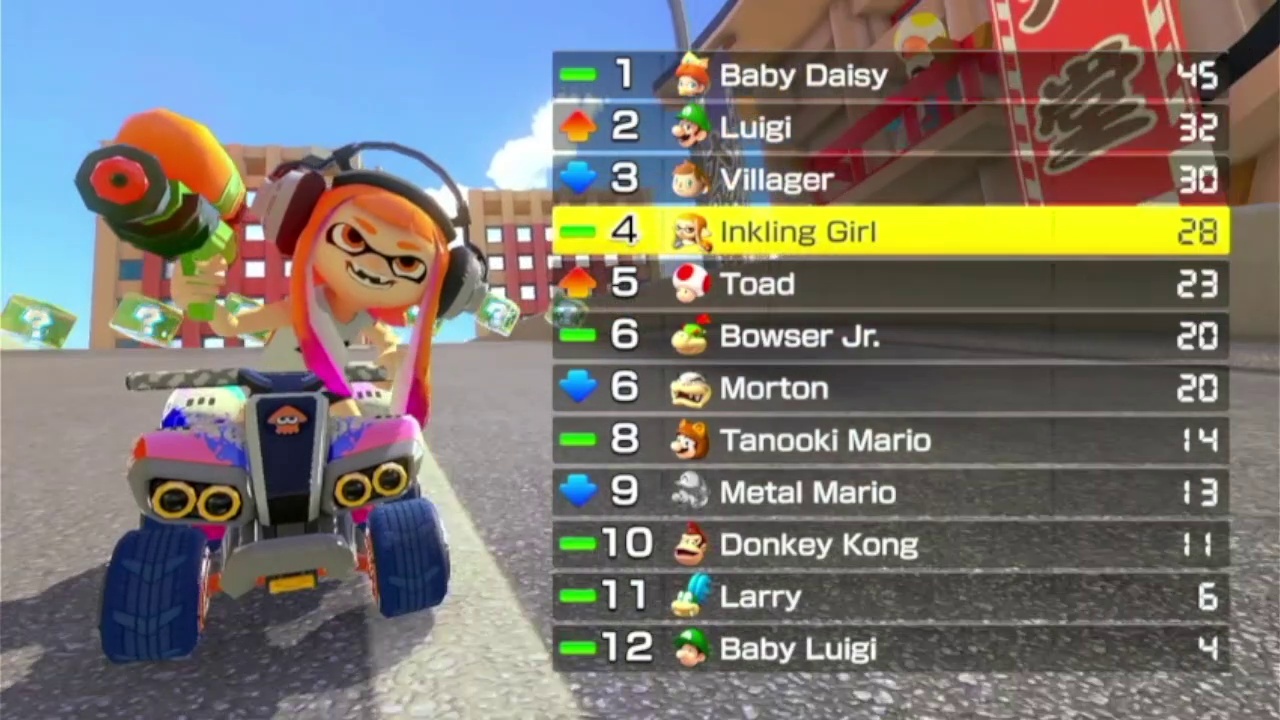 1 Baby Daisy 45
2 Luigi 32
3 Villager 30
4 Inkling Girl 28
5 Toad 23
6 Bowser Jr. 20
6 Morton 20
8 Tanooki Mario 14
9 Metal Mario 13
10 Donkey Kong 11
11 Larry 6
12 Baby Luigi 4
堂